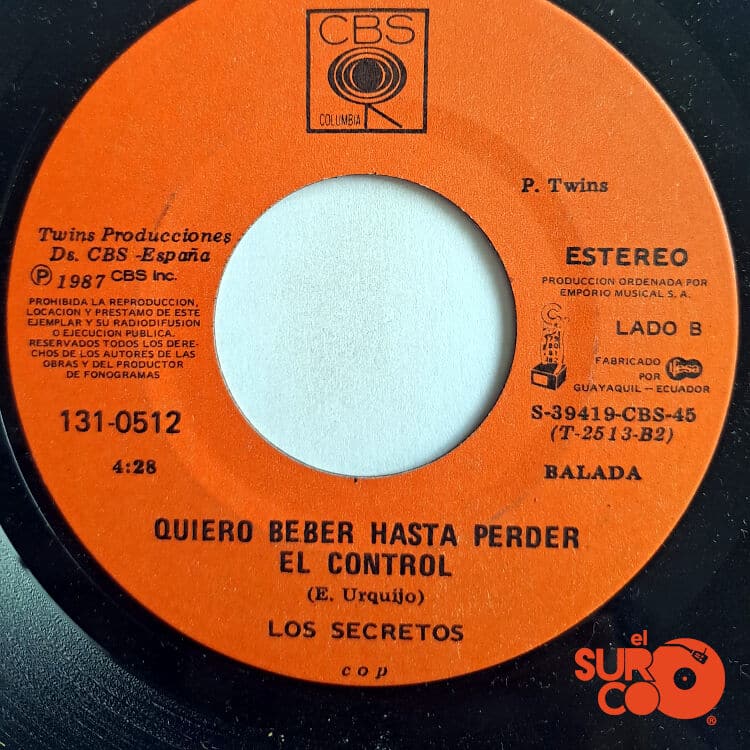 CBS
COLUMBIA
P. Twins
Twins Producciones
Ds. CBS -España
Ⓟ 1987 CBS Inc.
PROHIBIDA LA REPRODUCCION,
LOCACION Y PRESTAMO DE ESTE
EJEMPLAR Y SU RADIODIFUSION
O EJECUCION PUBLICA.
RESERVADOS TODOS LOS DERE-
CHOS DE LOS AUTORES DE LAS
OBRAS Y DEL PRODUCTOR
DE FONOGRAMAS
131-0512
4:28
ESTEREO
PRODUCCION ORDENADA POR
EMPORIO MUSICAL S. A.
LADO B
FABRICADO
POR
GUAYAQUIL — ECUADOR
S-39419-CBS-45
(T-2513-B2)
BALADA
QUIERO BEBER HASTA PERDER
EL CONTROL
(E. Urquijo)
LOS SECRETOS
cop
el
SUR
CO
®